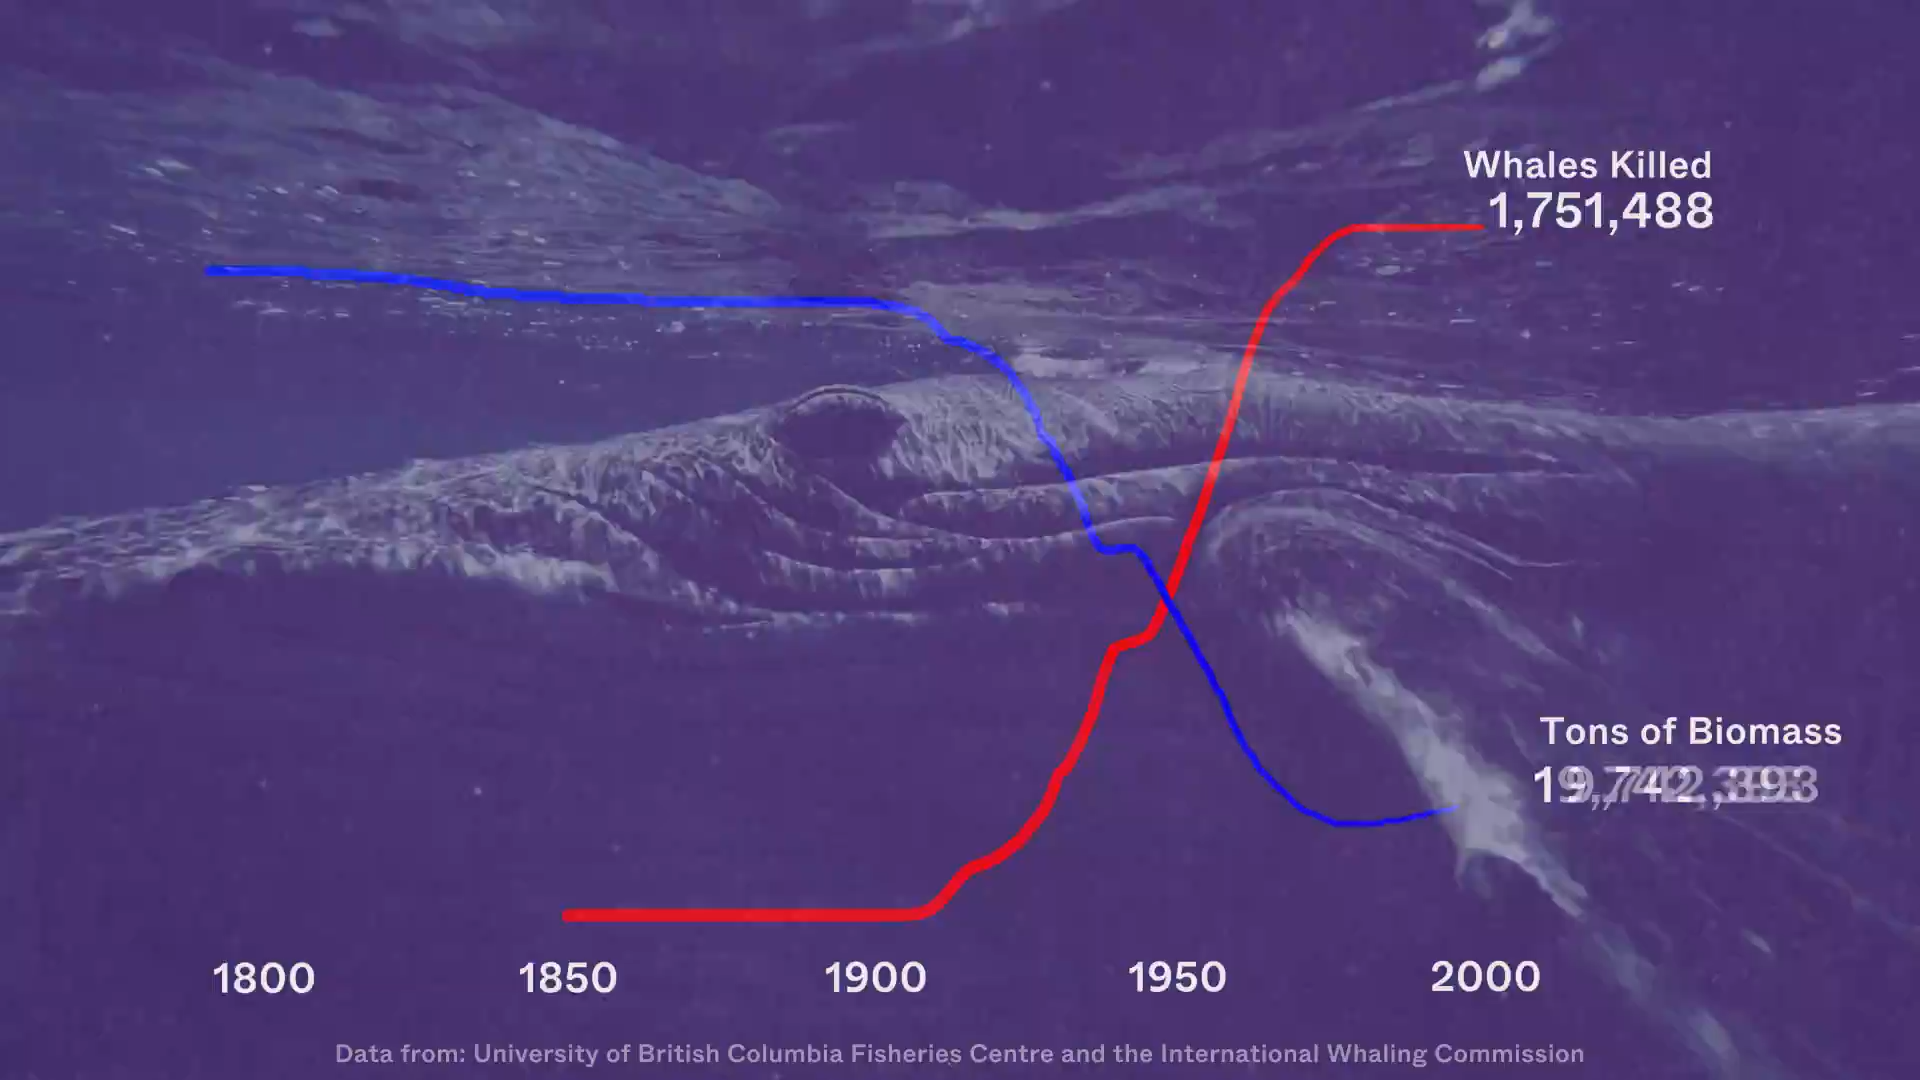 Whales Killed
1,751,488
Tons of Biomass
1800 1850 1900 1950 2000
Data from: University of British Columbia Fisheries Centre and the International Whaling Commission